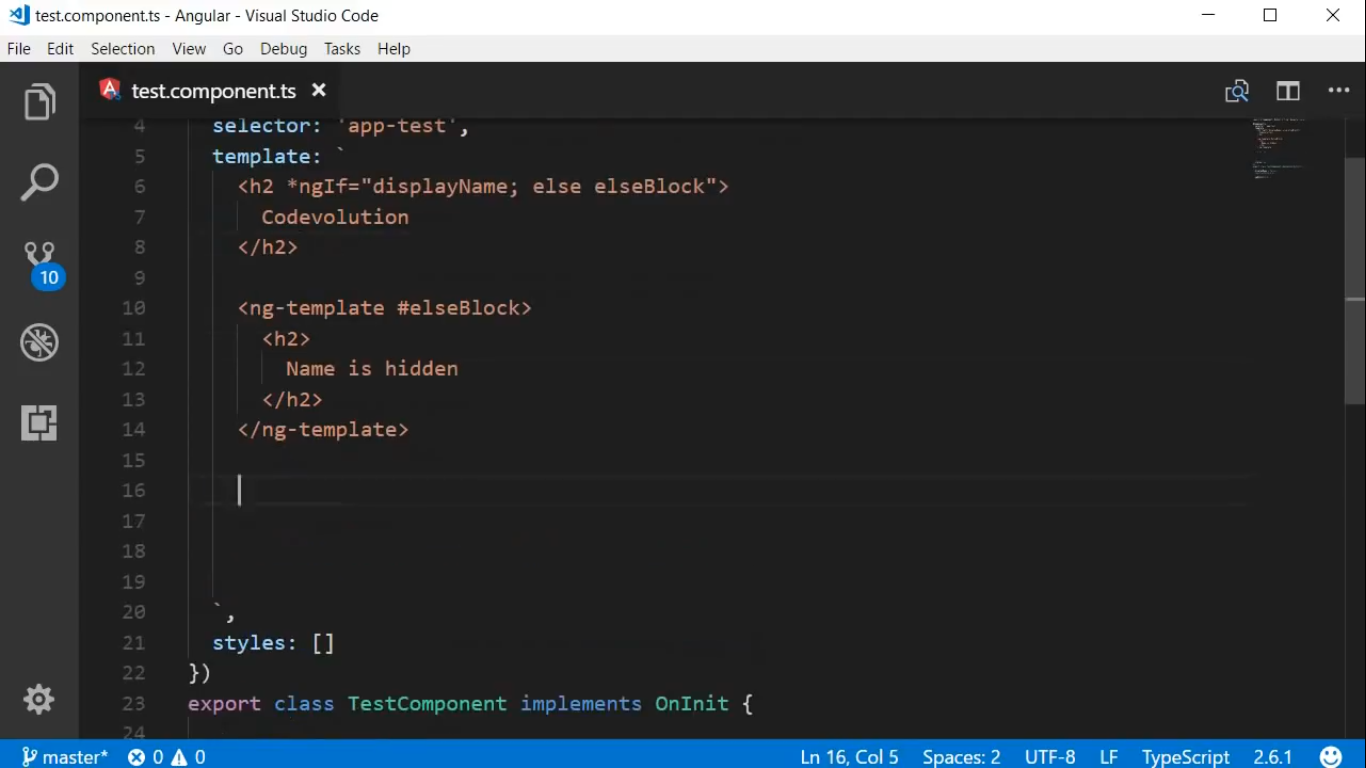 test.component.ts - Angular - Visual Studio Code
File Edit Selection View Go Debug Tasks Help
test.component.ts
4 selector: 'app-test',
5 template: `
6 <h2 *ngIf="displayName; else elseBlock">
7 Codevolution
8 </h2>
9
10 <ng-template #elseBlock>
11 <h2>
12 Name is hidden
13 </h2>
14 </ng-template>
15
16
17
18
19
20 `,
21 styles: []
22 })
23 export class TestComponent implements OnInit {
24
10
master* 0 0 Ln 16, Col 5 Spaces: 2 UTF-8 LF TypeScript 2.6.1